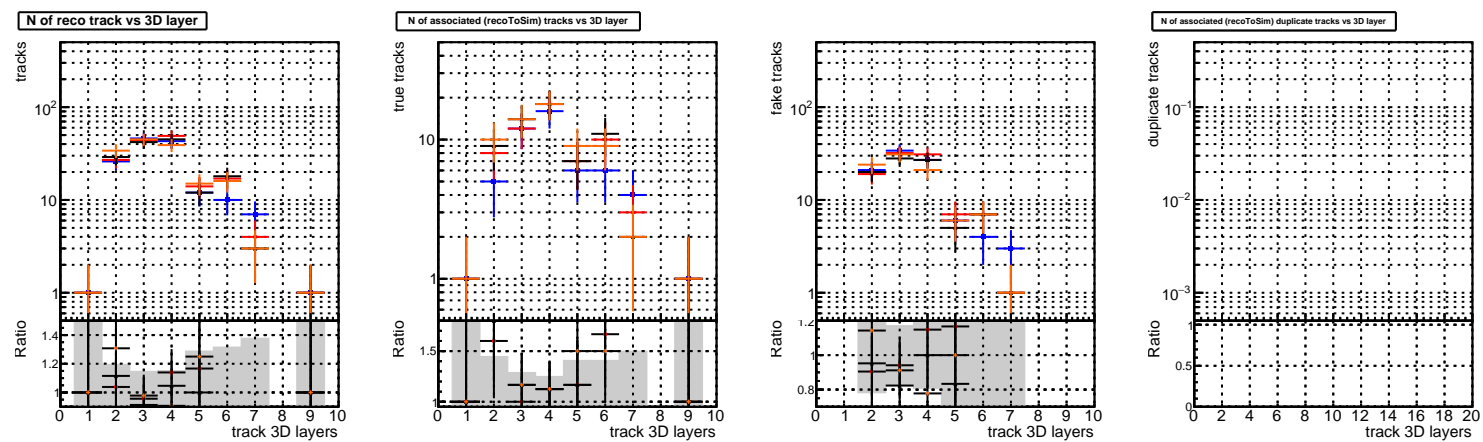 N of reco track vs 3D layer
tracks
10²
10
1
Ratio
1.4
1.2
1
0 1 2 3 4 5 6 7 8 9 10
track 3D layers
N of associated (recoToSim) tracks vs 3D layer
true tracks
10
1
Ratio
1.5
1
0 1 2 3 4 5 6 7 8 9 10
track 3D layers
fake tracks
10²
10
1
Ratio
1.2
1
0.8
0 1 2 3 4 5 6 7 8 9 10
track 3D layers
N of associated (recoToSim) duplicate tracks vs 3D layer
duplicate tracks
10⁻¹
10⁻²
10⁻³
Ratio
1
0.5
0
0 2 4 6 8 10 12 14 16 18 20
track 3D layers